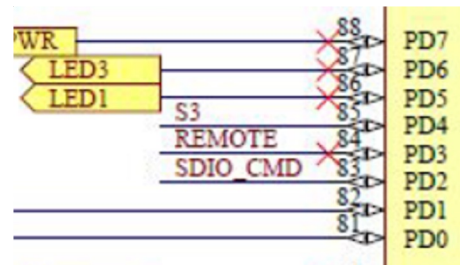 PWR 88 PD7
LED3 87 PD6
LED1 86 PD5
S3 85 PD4
REMOTE 84 PD3
SDIO_CMD 83 PD2
82 PD1
81 PD0